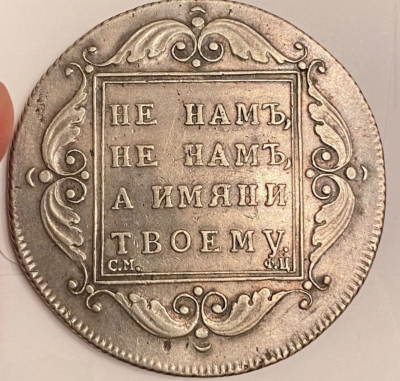 НЕ НАМЪ,
НЕ НАМЪ,
А ИМЯНИ
ТВОЕМУ.
С.М. Ф.Ц.